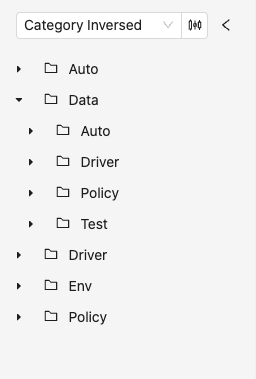 Category Inversed
Auto
Data
Auto
Driver
Policy
Test
Driver
Env
Policy